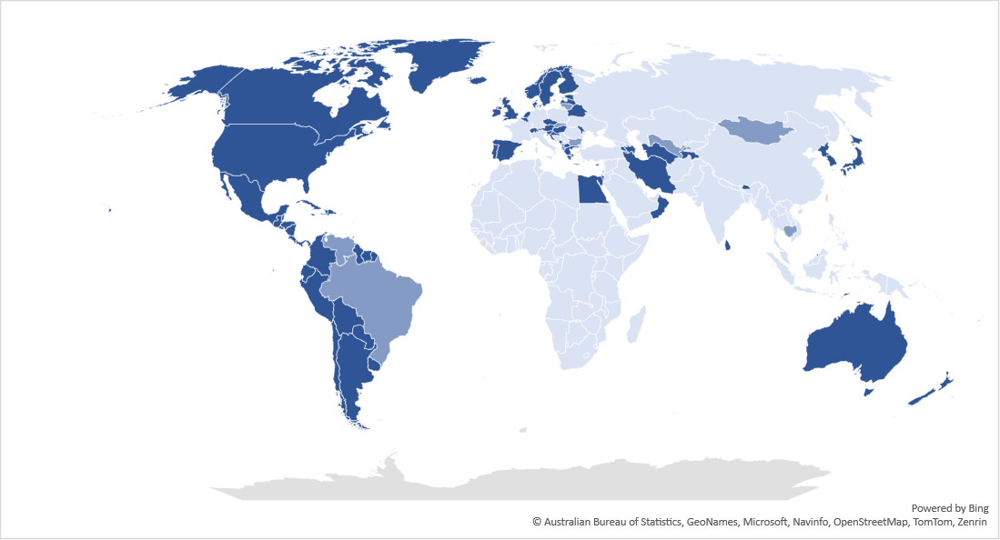 Powered by Bing
© Australian Bureau of Statistics, GeoNames, Microsoft, Navinfo, OpenStreetMap, TomTom, Zenrin